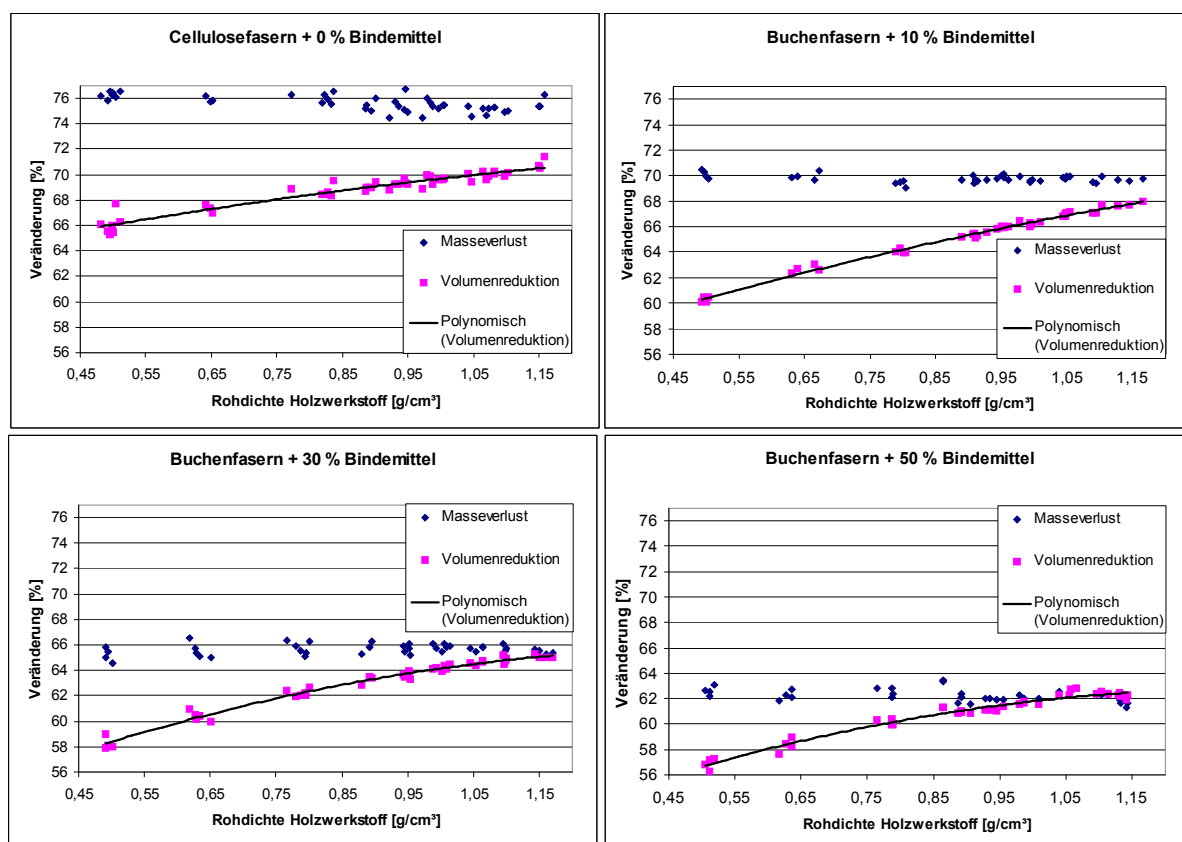 Cellulosefasern + 0 % Bindemittel
Veränderung [%]
76
74
72
70
68
66
64
62
60
58
56
Masseverlust
Volumenreduktion
Polynomisch
(Volumenreduktion)
0,45 0,55 0,65 0,75 0,85 0,95 1,05 1,15
Rohdichte Holzwerkstoff [g/cm³]
Buchenfasern + 10 % Bindemittel
Veränderung [%]
76
74
72
70
68
66
64
62
60
58
56
Masseverlust
Volumenreduktion
Polynomisch
(Volumenreduktion)
0,45 0,55 0,65 0,75 0,85 0,95 1,05 1,15
Rohdichte Holzwerkstoff [g/cm³]
Buchenfasern + 30 % Bindemittel
Veränderung [%]
76
74
72
70
68
66
64
62
60
58
56
Masseverlust
Volumenreduktion
Polynomisch
(Volumenreduktion)
0,45 0,55 0,65 0,75 0,85 0,95 1,05 1,15
Rohdichte Holzwerkstoff [g/cm³]
Buchenfasern + 50 % Bindemittel
Veränderung [%]
76
74
72
70
68
66
64
62
60
58
56
Masseverlust
Volumenreduktion
Polynomisch
(Volumenreduktion)
0,45 0,55 0,65 0,75 0,85 0,95 1,05 1,15
Rohdichte Holzwerkstoff [g/cm³]